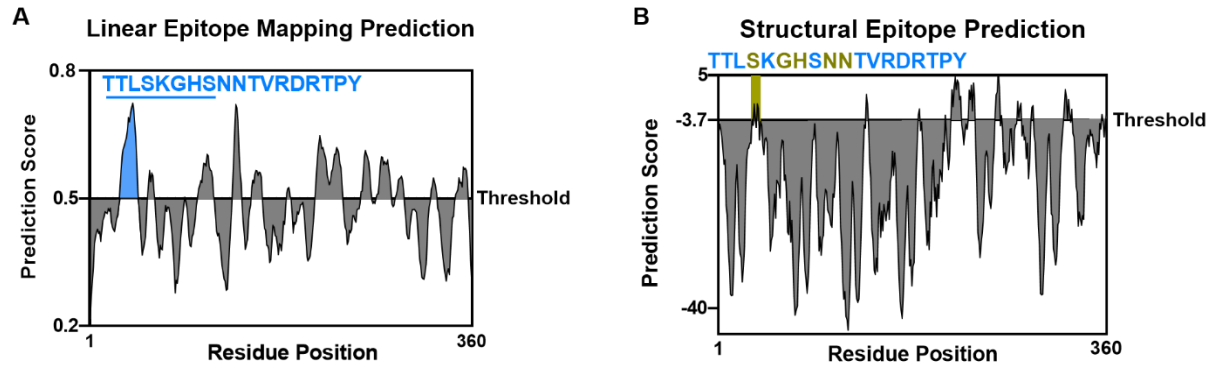 A
Linear Epitope Mapping Prediction
TTLSKGHSNNTVRDRTPY
0.8
0.5
0.2
Prediction Score
Threshold
1
360
Residue Position
B
Structural Epitope Prediction
TTLSKGHSNNTVRDRTPY
5
-3.7
-40
Prediction Score
Threshold
1
360
Residue Position